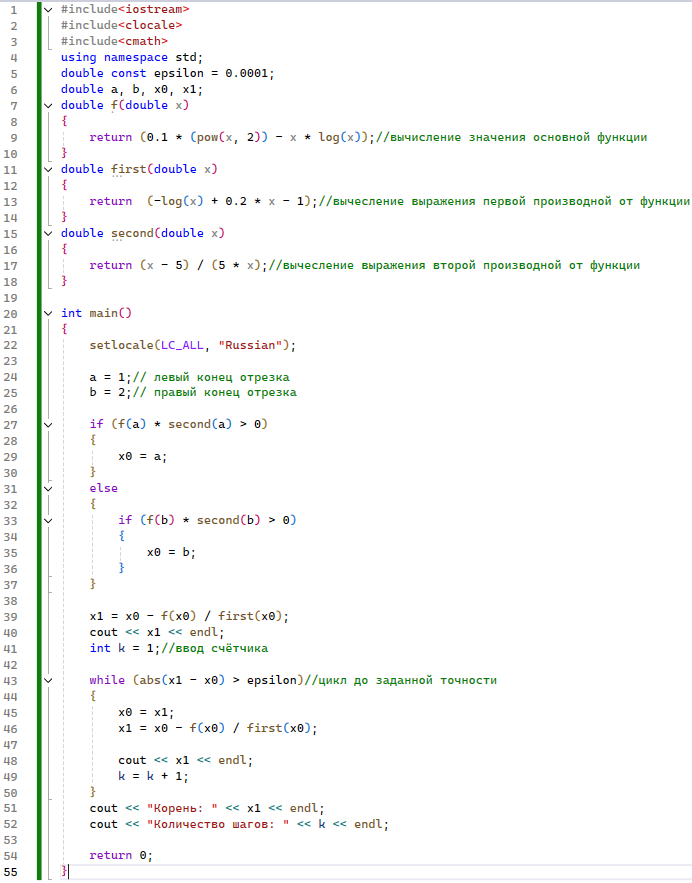 1 #include<iostream>
2 #include<clocale>
3 #include<cmath>
4 using namespace std;
5 double const epsilon = 0.0001;
6 double a, b, x0, x1;
7 double f(double x)
8 {
9 return (0.1 * (pow(x, 2)) - x * log(x));//вычисление значения основной функции
10 }
11 double first(double x)
12 {
13 return  (-log(x) + 0.2 * x - 1);//вычесление выражения первой производной от функции
14 }
15 double second(double x)
16 {
17 return (x - 5) / (5 * x);//вычесление выражения второй производной от функции
18 }
19
20 int main()
21 {
22 setlocale(LC_ALL, "Russian");
23
24 a = 1;// левый конец отрезка
25 b = 2;// правый конец отрезка
26
27 if (f(a) * second(a) > 0)
28 {
29 x0 = a;
30 }
31 else
32 {
33 if (f(b) * second(b) > 0)
34 {
35 x0 = b;
36 }
37 }
38
39 x1 = x0 - f(x0) / first(x0);
40 cout << x1 << endl;
41 int k = 1;//ввод счётчика
42
43 while (abs(x1 - x0) > epsilon)//цикл до заданной точности
44 {
45 x0 = x1;
46 x1 = x0 - f(x0) / first(x0);
47
48 cout << x1 << endl;
49 k = k + 1;
50 }
51 cout << "Корень: " << x1 << endl;
52 cout << "Количество шагов: " << k << endl;
53
54 return 0;
55 }